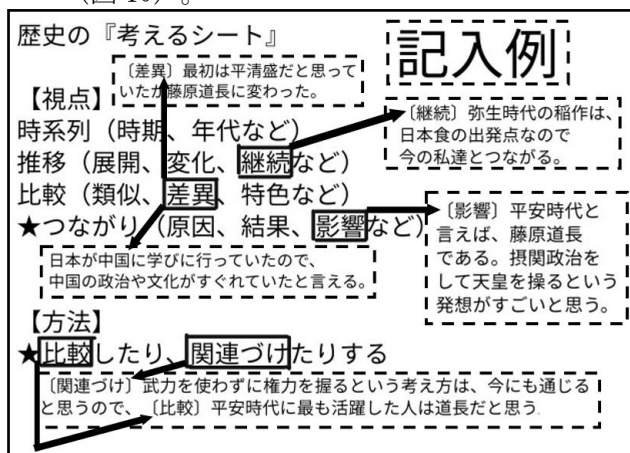 （図10）。
歴史の『考えるシート』
記入例
〔差異〕最初は平清盛だと思って
いたが藤原道長に変わった。
【視点】
〔継続〕弥生時代の稲作は、
日本食の出発点なので
今の私達とつながる。
時系列（時期、年代など）
推移（展開、変化、継続など）
比較（類似、差異、特色など）
★つながり（原因、結果、影響など）
〔影響〕平安時代と
言えば、藤原道長
である。摂関政治を
して天皇を操るという
発想がすごいと思う。
日本が中国に学びに行っていたので、
中国の政治や文化がすぐれていたと言える。
【方法】
★比較したり、関連づけたりする
〔関連づけ〕武力を使わずに権力を握るという考え方は、今にも通じる
と思うので、〔比較〕平安時代に最も活躍した人は道長だと思う